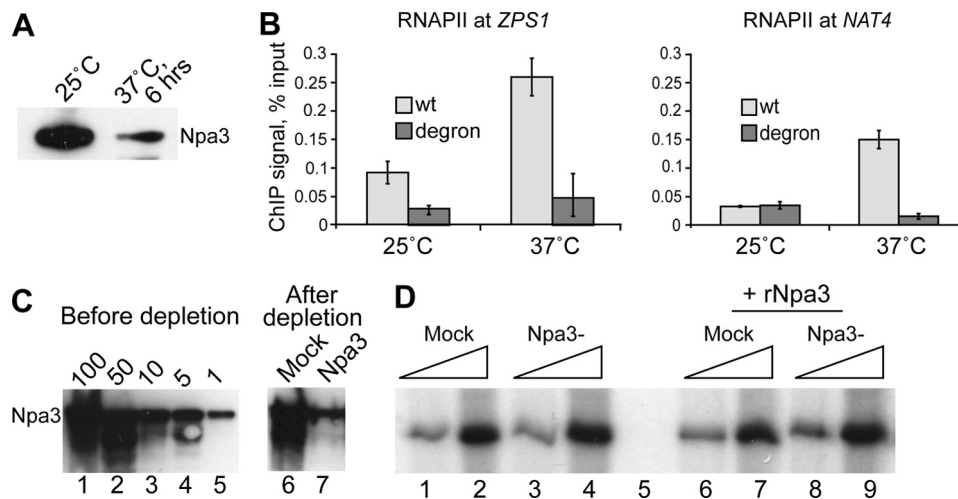 A
25˚C
37˚C, 6 hrs
Npa3
B
RNAPII at ZPS1
ChIP signal, % input
0.3
0.25
0.2
0.15
0.1
0.05
0
wt
degron
25˚C
37˚C
RNAPII at NAT4
0.3
0.25
0.2
0.15
0.1
0.05
0
wt
degron
25˚C
37˚C
C
Before depletion
100 50 10 5 1
Npa3
1 2 3 4 5
After depletion
Mock Npa3
6 7
D
+ rNpa3
Mock Npa3- Mock Npa3-
1 2 3 4 5 6 7 8 9